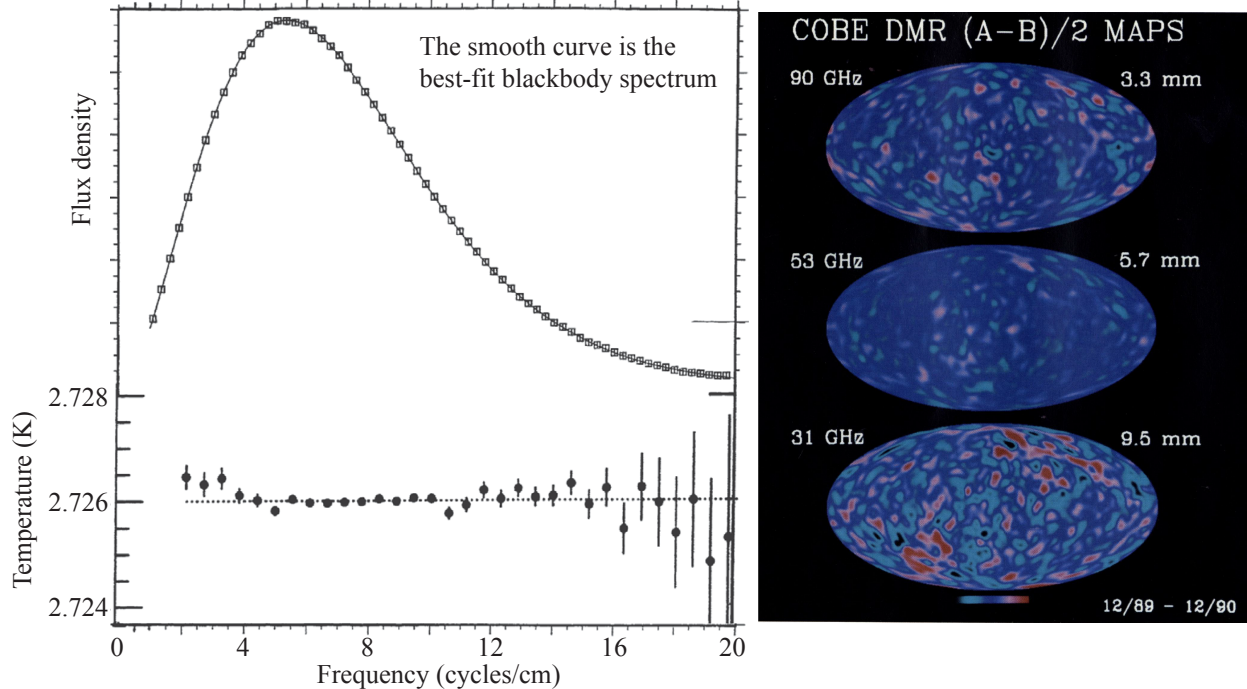 The smooth curve is the
best-fit blackbody spectrum
Flux density
2.728
2.726
2.724
Temperature (K)
0 4 8 12 16 20
Frequency (cycles/cm)
COBE DMR (A-B)/2 MAPS
90 GHz 3.3 mm
53 GHz 5.7 mm
31 GHz 9.5 mm
12/89 - 12/90